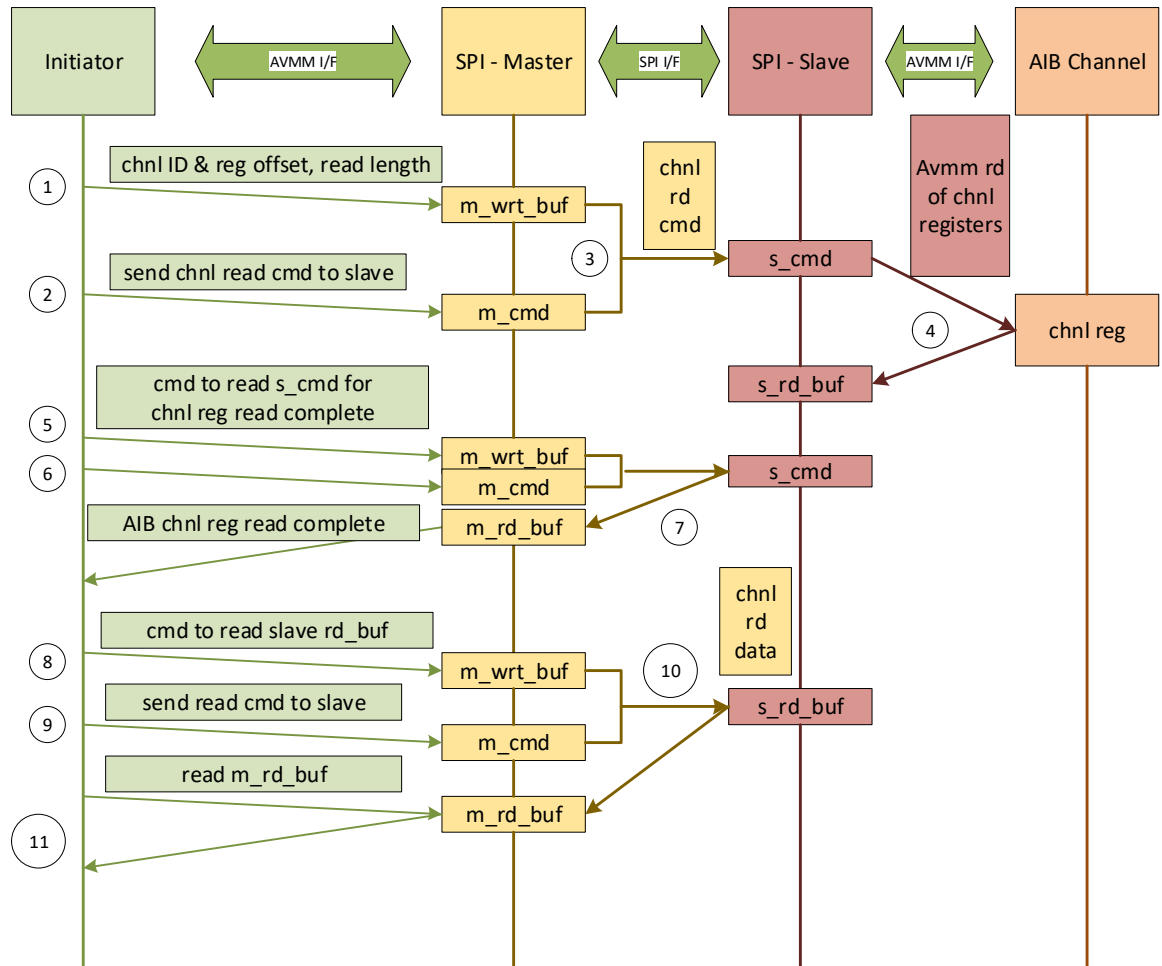 Initiator
AVMM I/F
SPI - Master
SPI I/F
SPI - Slave
AVMM I/F
AIB Channel
chnl ID & reg offset, read length
1
m_wrt_buf
chnl
rd
cmd
Avmm rd
of chnl
registers
3
s_cmd
send chnl read cmd to slave
2
m_cmd
4
chnl reg
s_rd_buf
cmd to read s_cmd for
chnl reg read complete
5
m_wrt_buf
6
m_cmd
s_cmd
AIB chnl reg read complete
m_rd_buf
7
chnl
rd
data
cmd to read slave rd_buf
8
m_wrt_buf
10
send read cmd to slave
s_rd_buf
9
m_cmd
read m_rd_buf
m_rd_buf
11